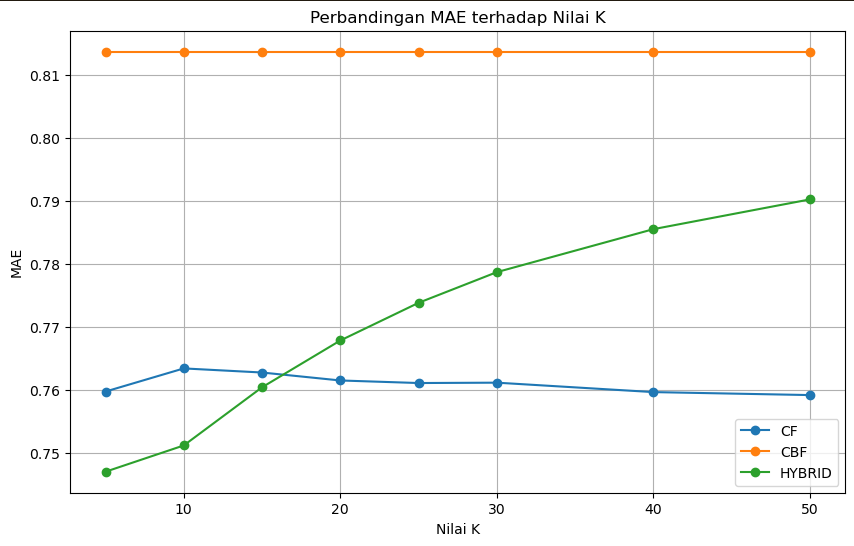 Perbandingan MAE terhadap Nilai K
MAE
0.81
0.80
0.79
0.78
0.77
0.76
0.75
CF
CBF
HYBRID
10
20
30
40
50
Nilai K